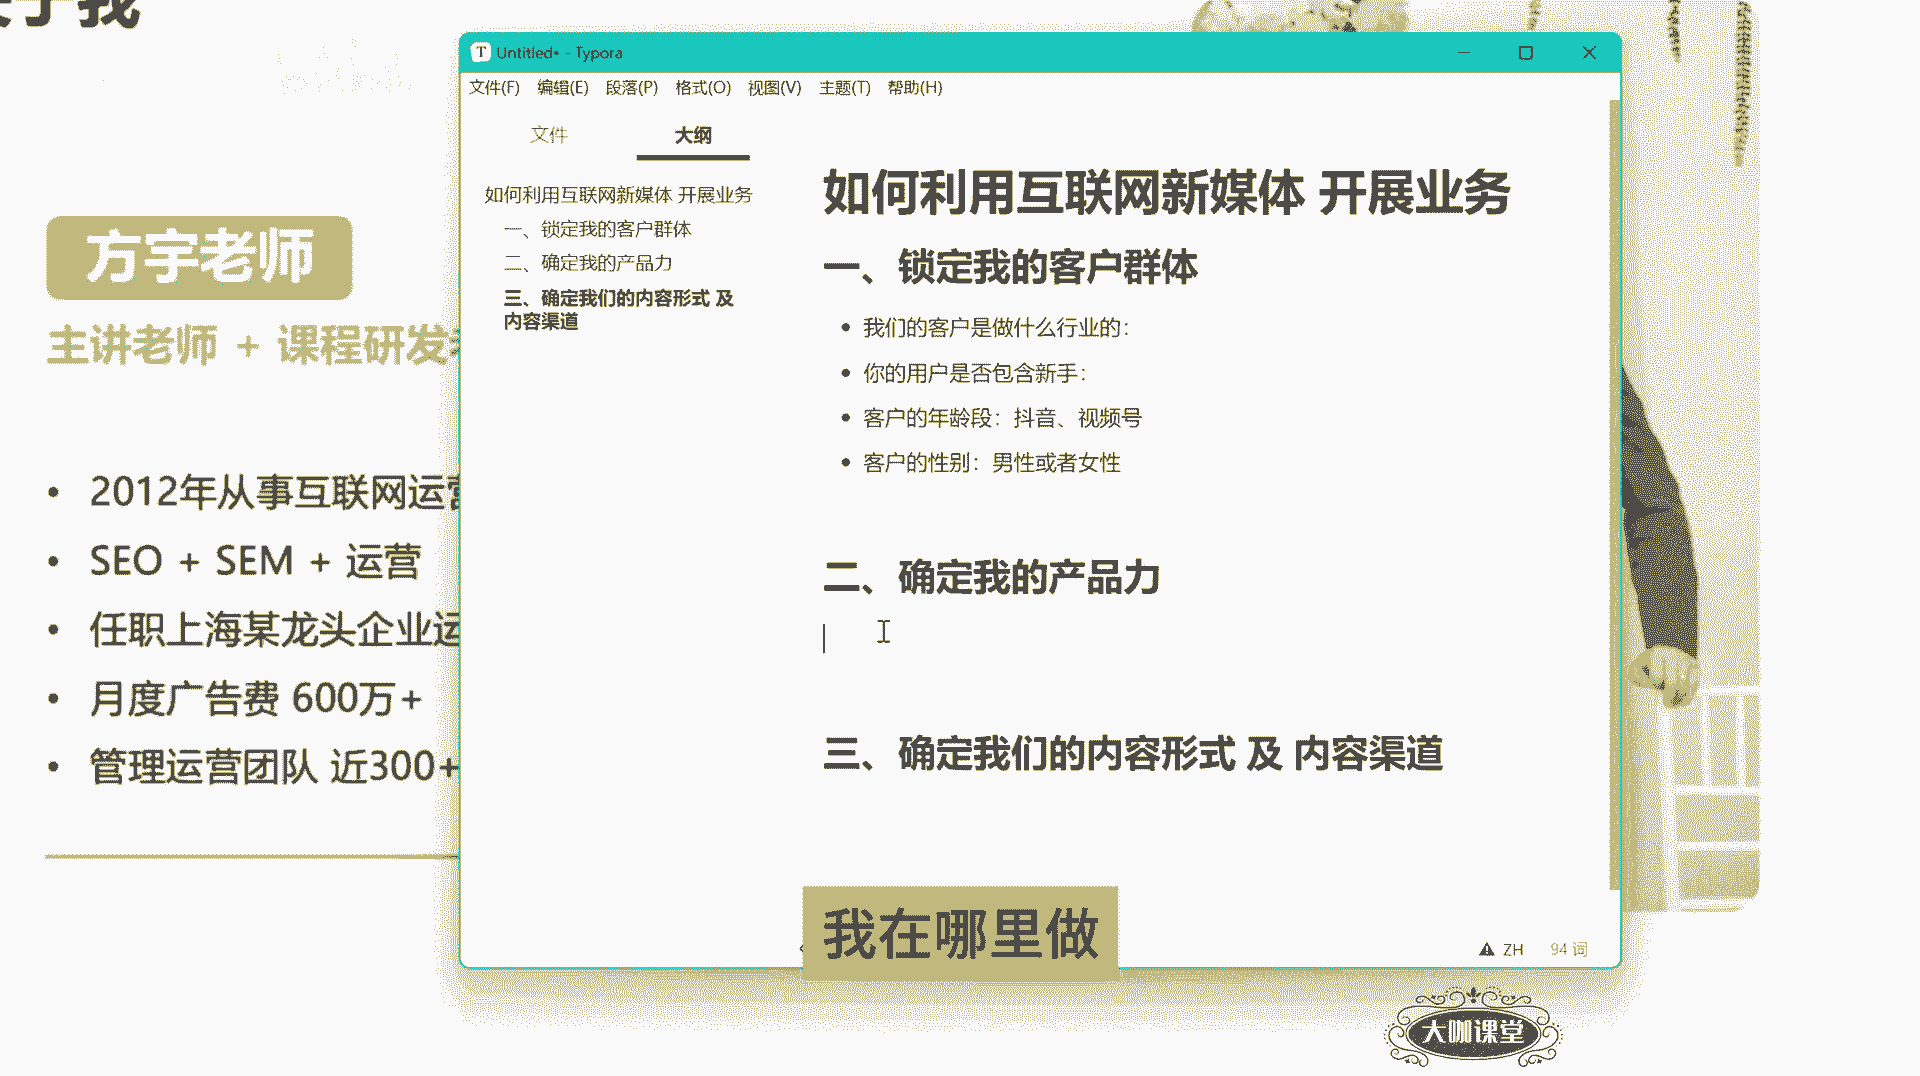 Untitled• - Typora
文件(F) 编辑(E) 段落(P) 格式(O) 视图(V) 主题(T) 帮助(H)
文件 大纲
如何利用互联网新媒体 开展业务
一、锁定我的客户群体
二、确定我的产品力
三、确定我们的内容形式 及
内容渠道
如何利用互联网新媒体 开展业务
一、锁定我的客户群体
• 我们的客户是做什么行业的：
• 你的用户是否包含新手：
• 客户的年龄段：抖音、视频号
• 客户的性别：男性或者女性
二、确定我的产品力
三、确定我们的内容形式 及 内容渠道
ZH 94 词
方宇老师
主讲老师 + 课程研发
• 2012年从事互联网运营
• SEO + SEM + 运营
• 任职上海某龙头企业运
• 月度广告费 600万+
• 管理运营团队 近300+
我在哪里做
大咖课堂